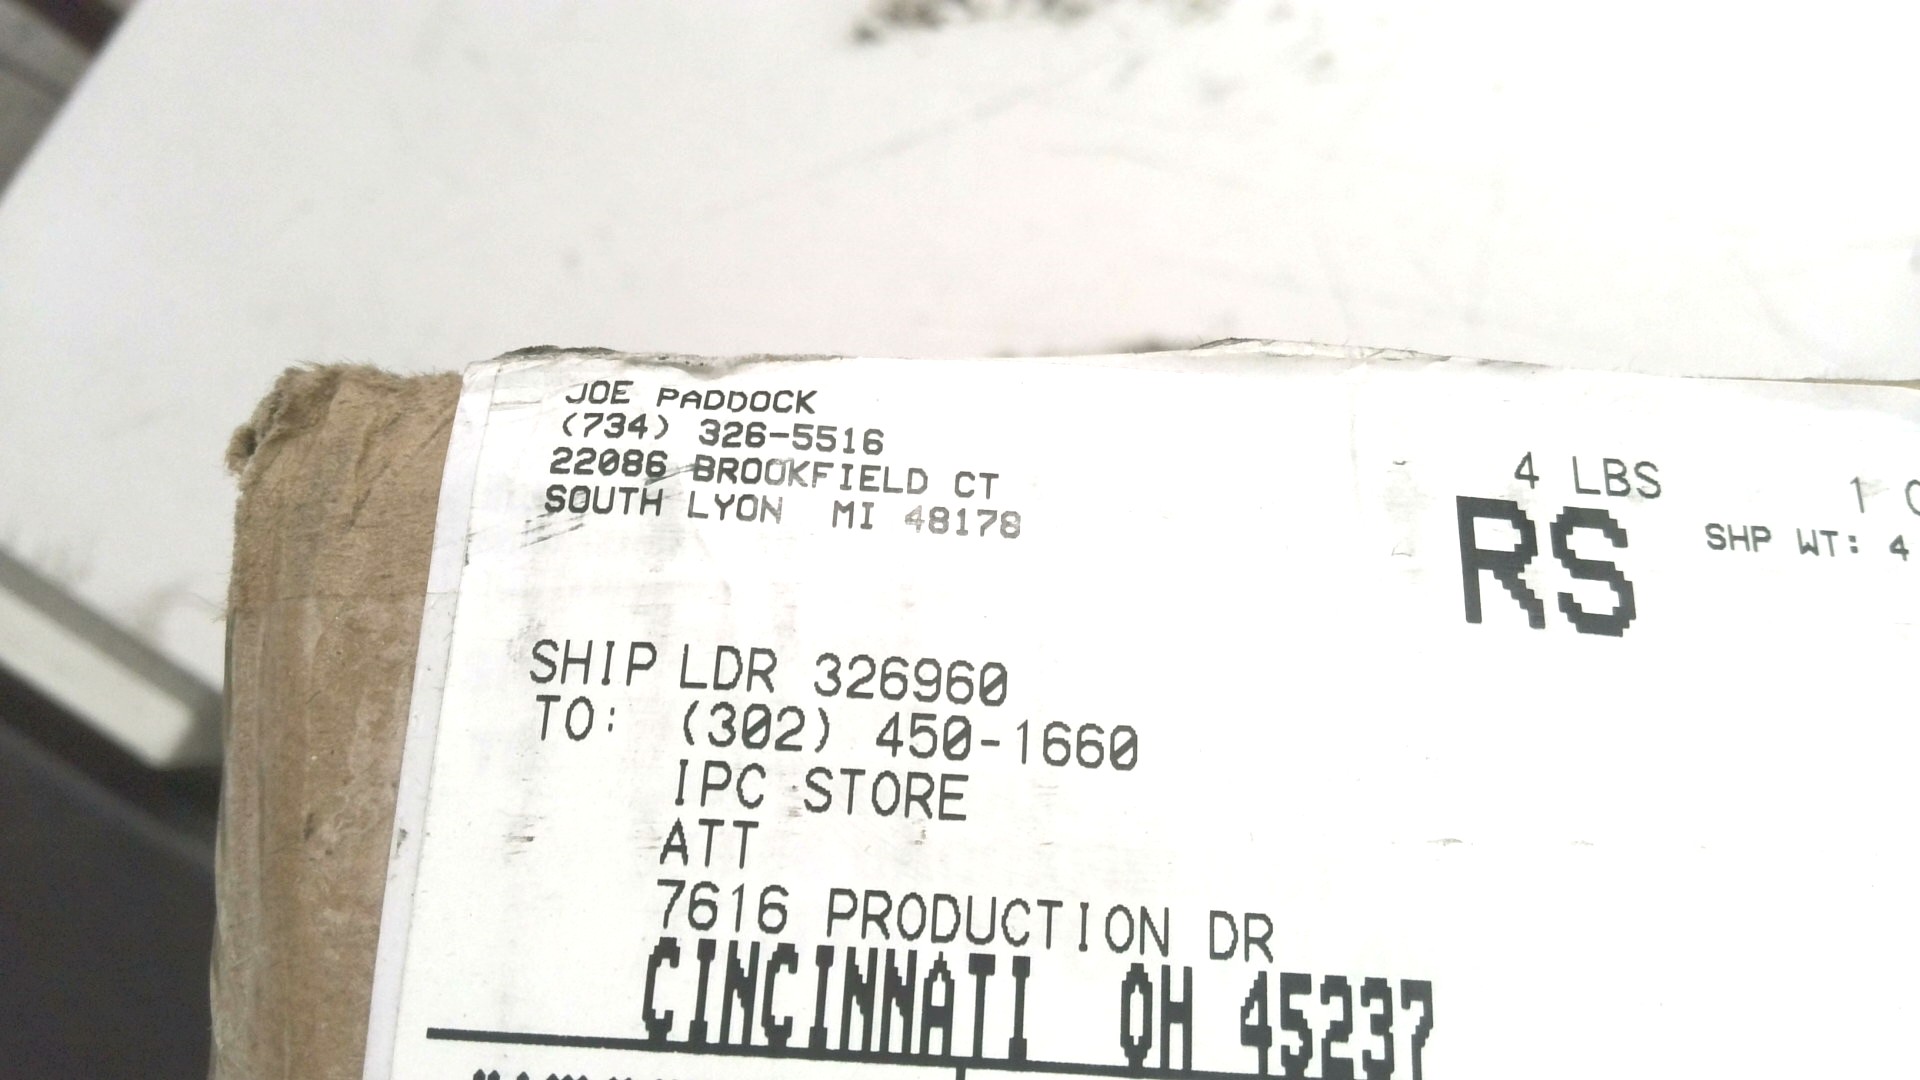 JOE PADDOCK
(734) 326-5516
22086 BROOKFIELD CT
SOUTH LYON MI 48178
4 LBS 1
RS
SHP WT: 4
SHIP LDR 326960
TO: (302) 450-1660
IPC STORE
ATT
7616 PRODUCTION DR
CINCINNATI OH 45237